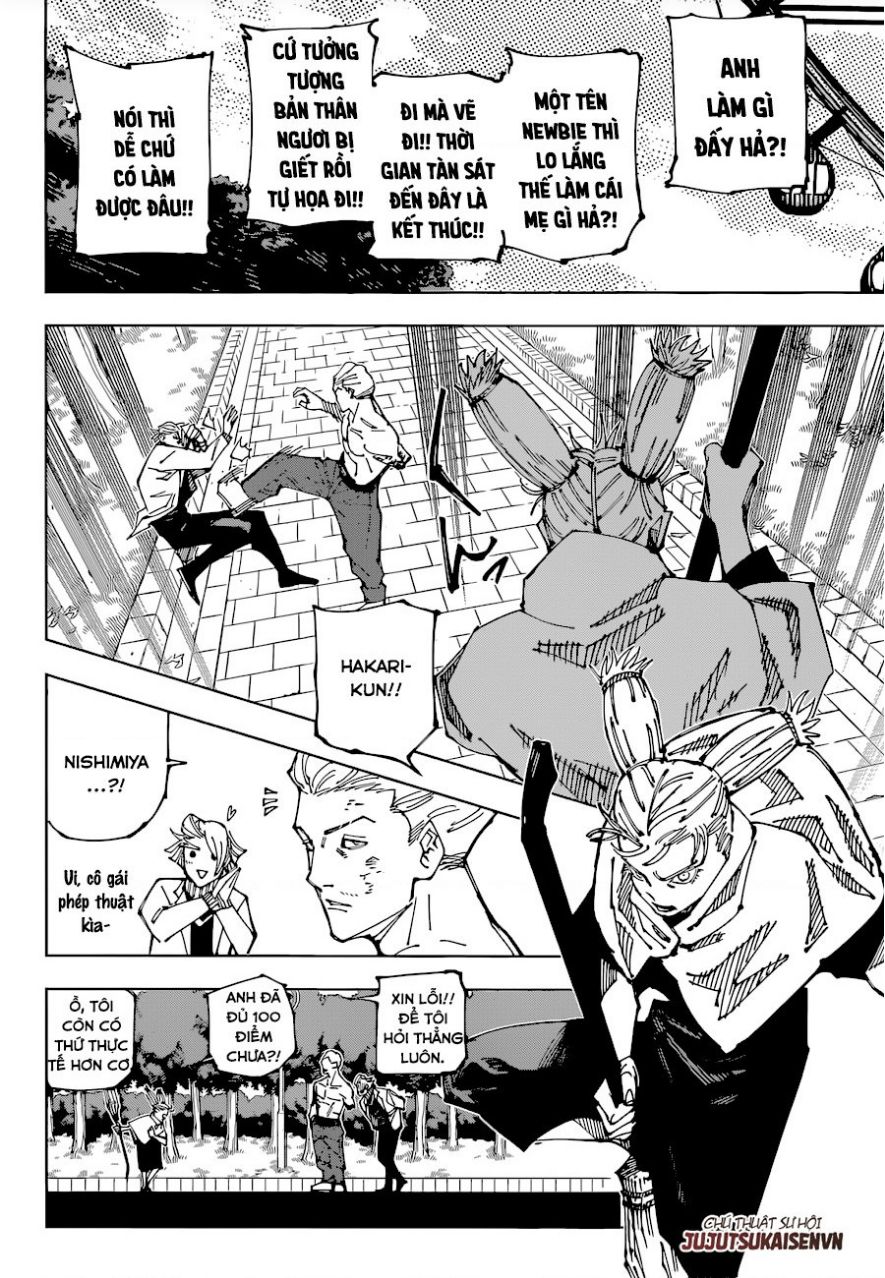 ANH
LÀM GÌ
ĐẤY HẢ?!
MỘT TÊN
NEWBIE THÌ
LO LẮNG
THẾ LÀM CÁI
MẸ GÌ HẢ?!
ĐI MÀ VẼ
ĐI!! THỜI
GIAN TÀN SÁT
ĐẾN ĐÂY LÀ
KẾT THÚC!!
CỨ TƯỞNG
TƯỢNG
BẢN THÂN
NGƯƠI BỊ
GIẾT RỒI
TỰ HỌA ĐI!!
NÓI THÌ
DỄ CHỨ
CÓ LÀM
ĐƯỢC ĐÂU!!
HAKARI-
KUN!!
NISHIMIYA
...?!
Ui, cô gái
phép thuật
kìa-
XIN LỖI!!
ĐỂ TÔI
HỎI THẲNG
LUÔN.
ANH ĐÃ
ĐỦ 100
ĐIỂM
CHƯA?!
Ồ, TÔI
CÒN CÓ
THỨ THỰC
TẾ HƠN CƠ.
CHÚ THUẬT SƯ HỒI
JUJUTSUKAISENVN